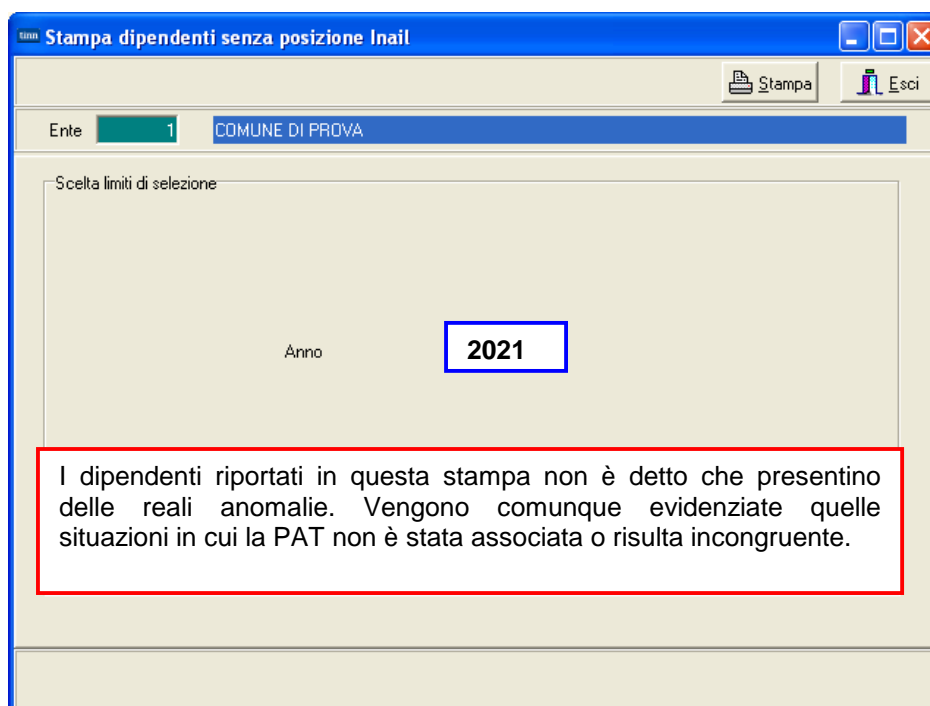 tinn Stampa dipendenti senza posizione Inail
Stampa Esci
Ente 1 COMUNE DI PROVA
Scelta limiti di selezione
Anno 2021
I dipendenti riportati in questa stampa non è detto che presentino
delle reali anomalie. Vengono comunque evidenziate quelle
situazioni in cui la PAT non è stata associata o risulta incongruente.